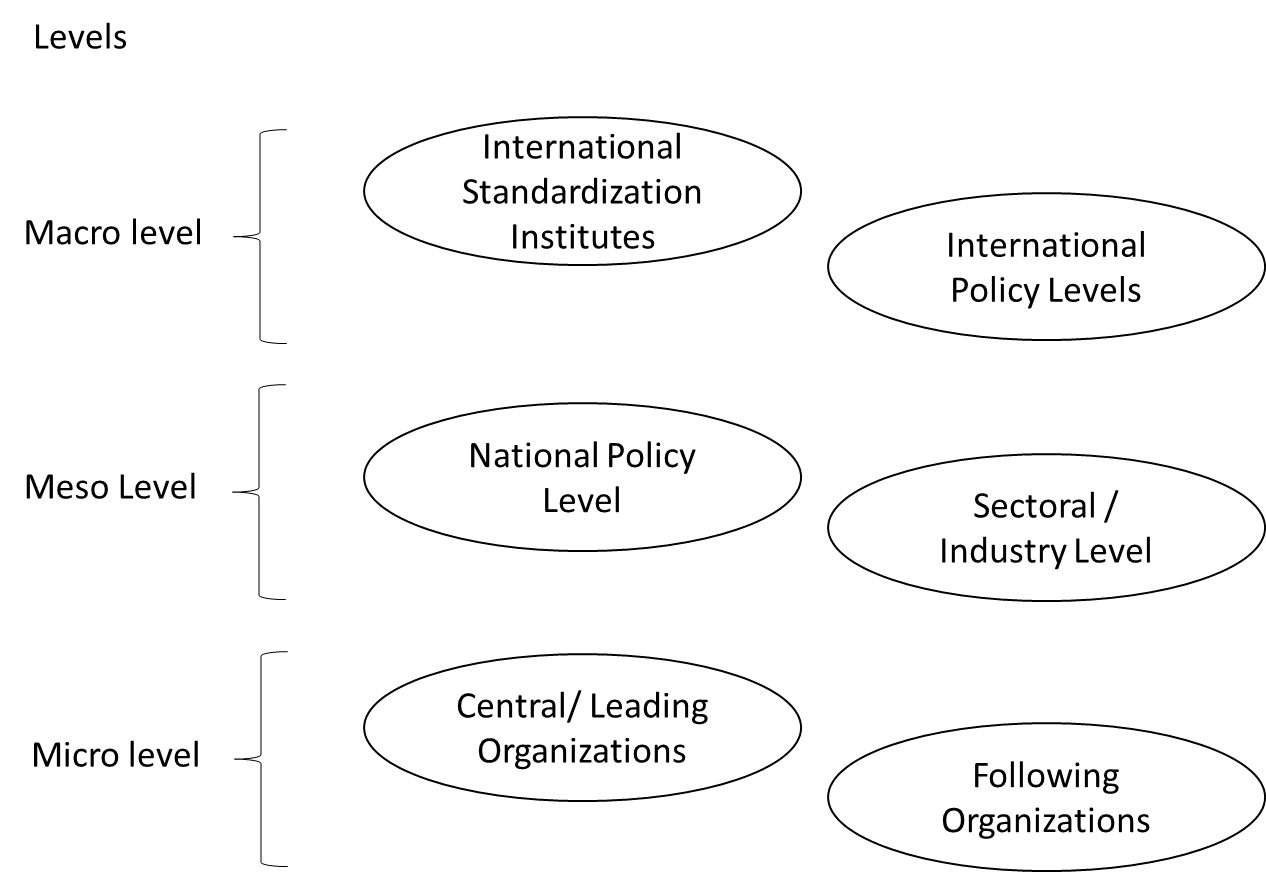 Levels
Macro level
International
Standardization
Institutes
International
Policy Levels
Meso Level
National Policy
Level
Sectoral /
Industry Level
Micro level
Central/ Leading
Organizations
Following
Organizations